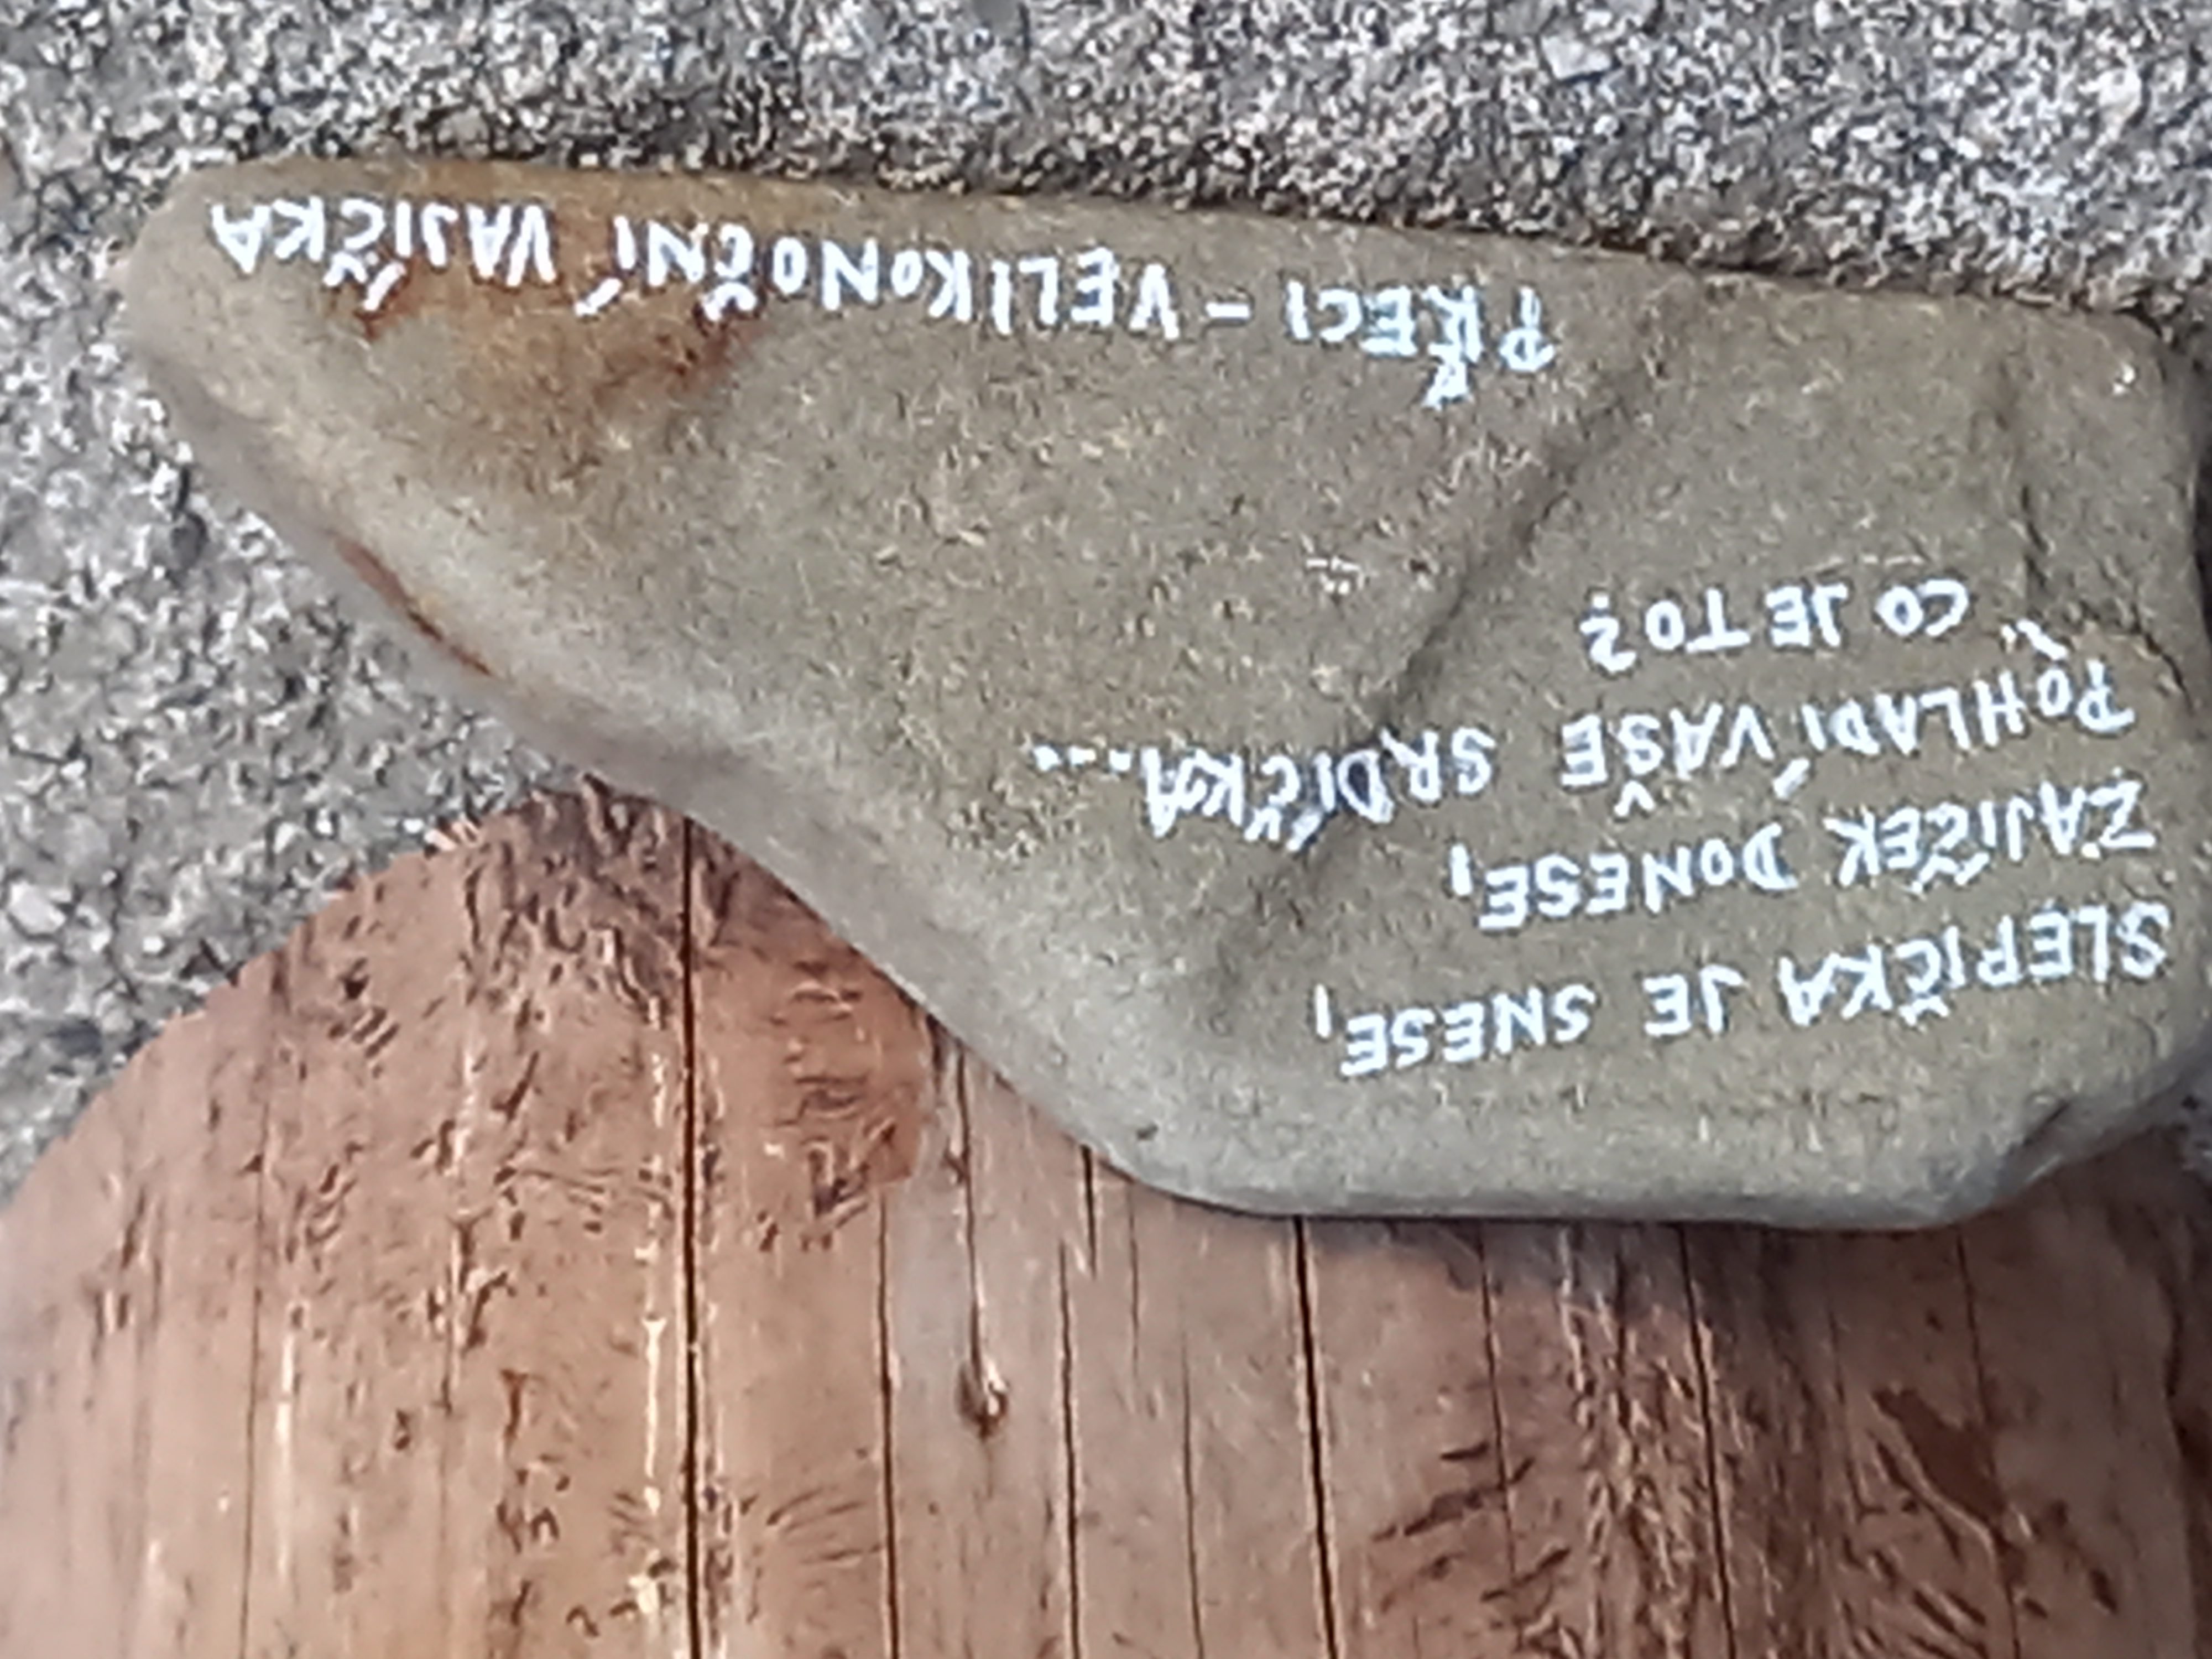 SLEPIČKA JE SNESE,
ZAJÍČEK DONESE,
POHLADÍ VAŠE SRDÍČKA...
CO JE TO?
PŘECI - VELIKONOČNÍ VAJÍČKA